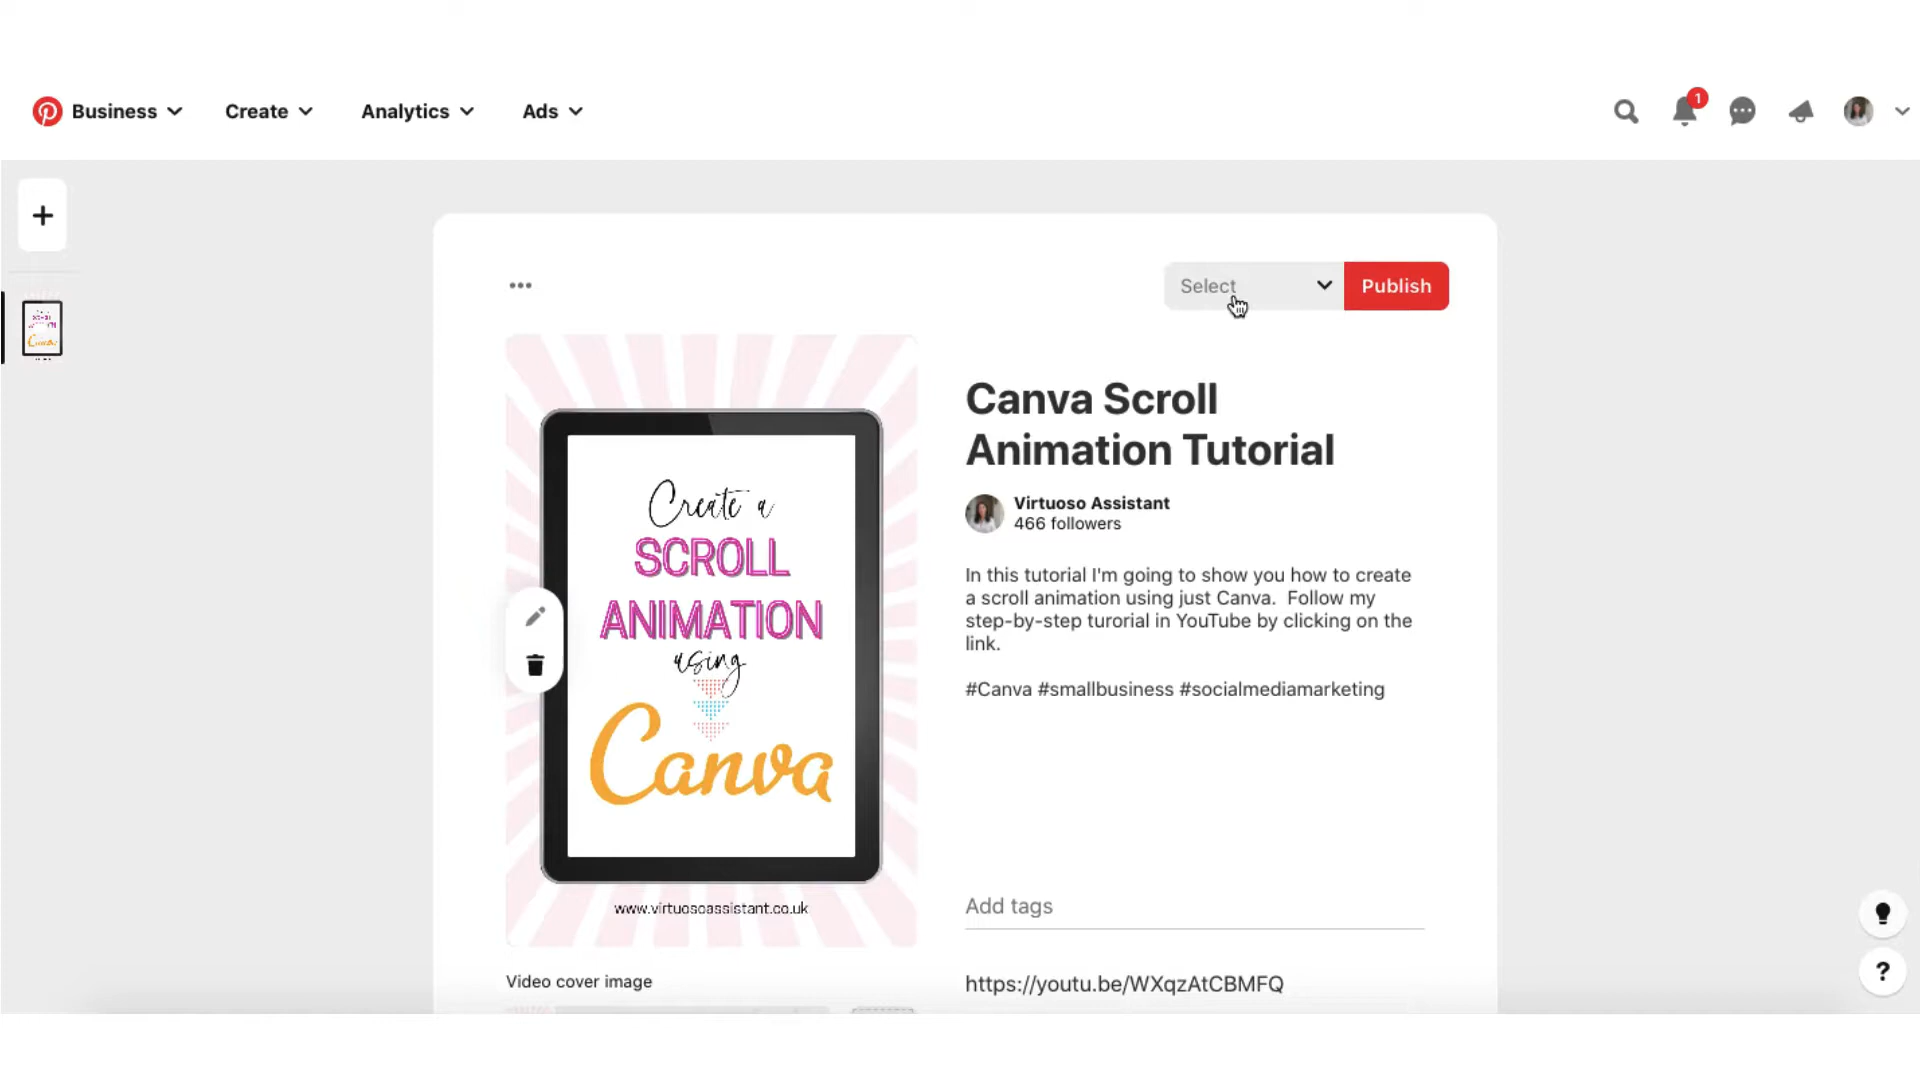 Business
Create
Analytics
Ads
1
Select
Publish
Create a
SCROLL
ANIMATION
using
Canva
www.virtuosoassistant.co.uk
Video cover image
Canva Scroll
Animation Tutorial
Virtuoso Assistant
466 followers
In this tutorial I'm going to show you how to create
a scroll animation using just Canva.  Follow my
step-by-step turorial in YouTube by clicking on the
link.
#Canva #smallbusiness #socialmediamarketing
Add tags
https://youtu.be/WXqzAtCBMFQ
?